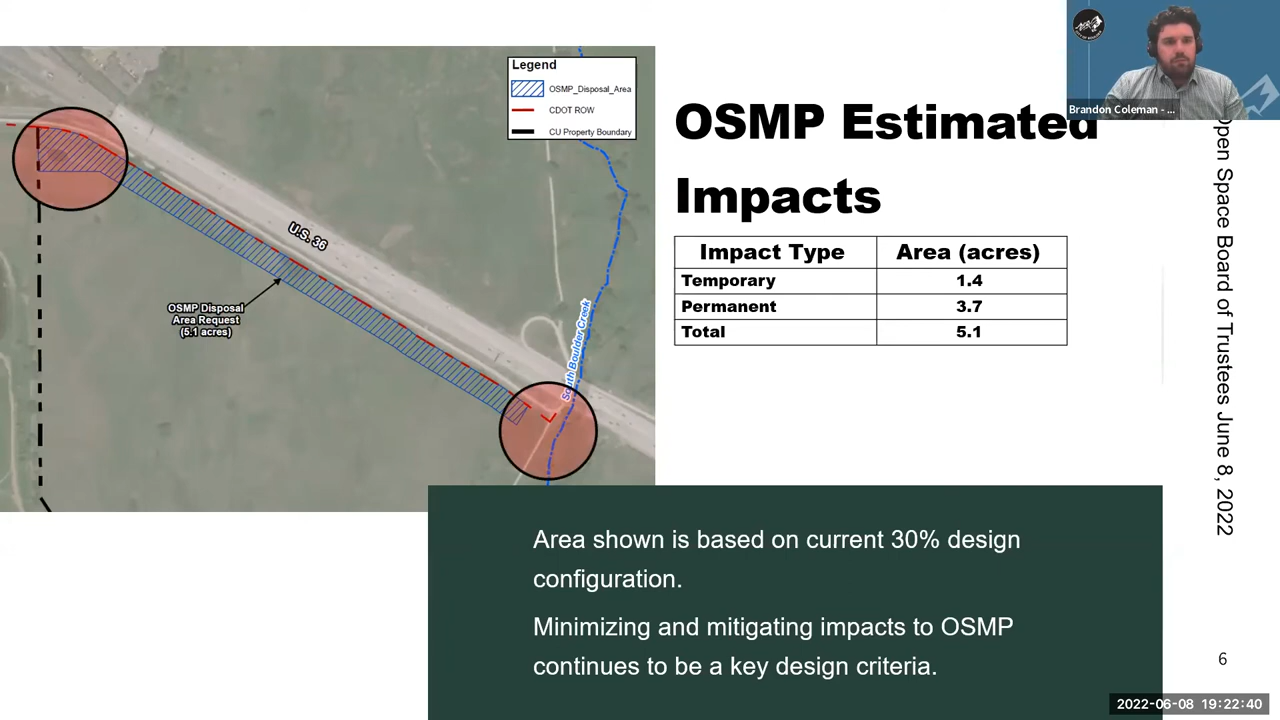 Legend
OSMP_Disposal_Area
CDOT ROW
CU Property Boundary
U.S. 36
OSMP Disposal
Area Request
(5.1 acres)
South Boulder Creek
OSMP Estimated
Impacts
Impact Type Area (acres)
Temporary 1.4
Permanent 3.7
Total 5.1
Area shown is based on current 30% design
configuration.
Minimizing and mitigating impacts to OSMP
continues to be a key design criteria.
Brandon Coleman - ...
Open Space Board of Trustees June 8, 2022
6
2022-06-08 19:22:40